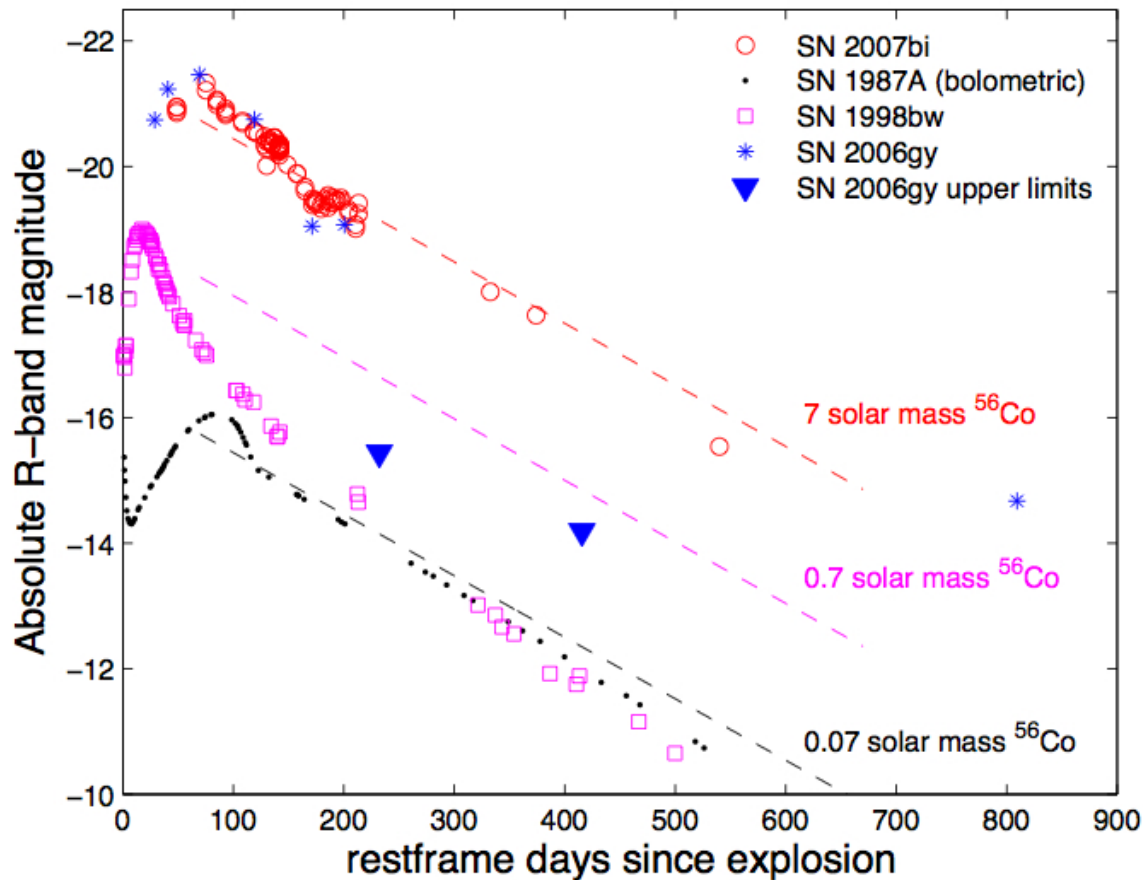 SN 2007bi
SN 1987A (bolometric)
SN 1998bw
SN 2006gy
SN 2006gy upper limits
Absolute R−band magnitude
−22
−20
−18
−16
−14
−12
−10
7 solar mass ⁵⁶Co
0.7 solar mass ⁵⁶Co
0.07 solar mass ⁵⁶Co
0 100 200 300 400 500 600 700 800 900
restframe days since explosion